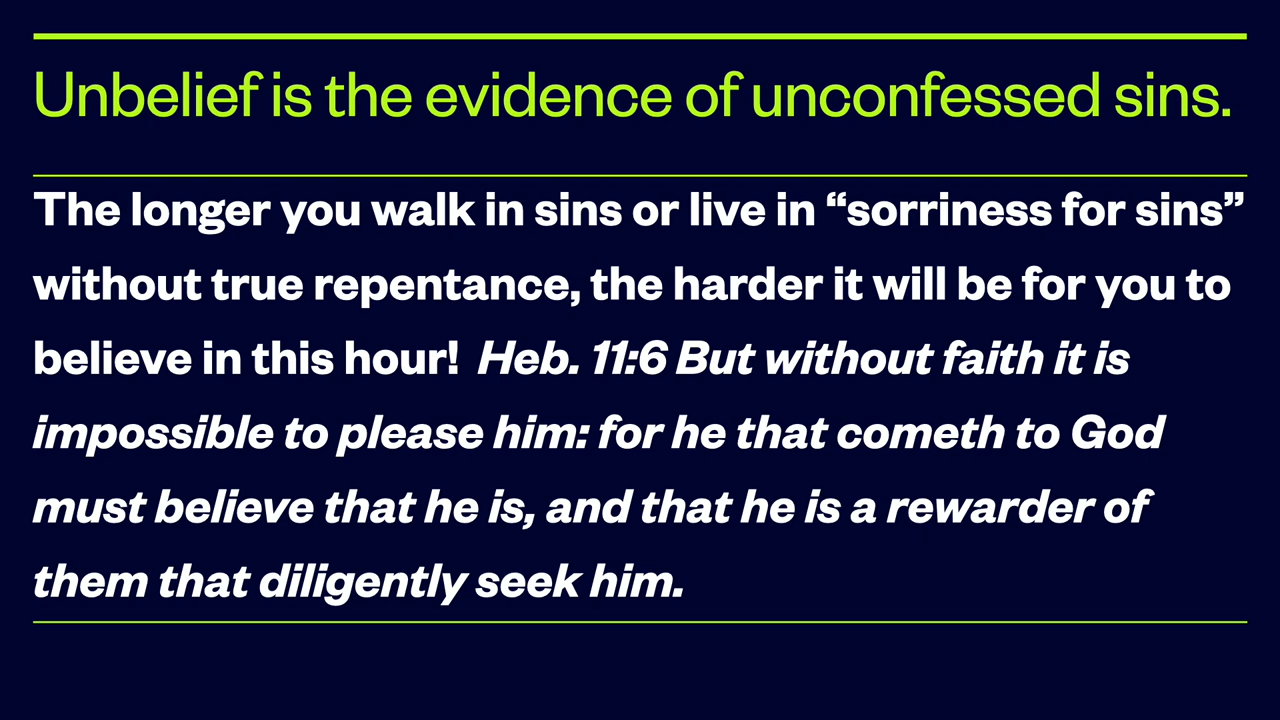 Unbelief is the evidence of unconfessed sins.
The longer you walk in sins or live in “sorriness for sins”
without true repentance, the harder it will be for you to
believe in this hour!  Heb. 11:6 But without faith it is
impossible to please him: for he that cometh to God
must believe that he is, and that he is a rewarder of
them that diligently seek him.